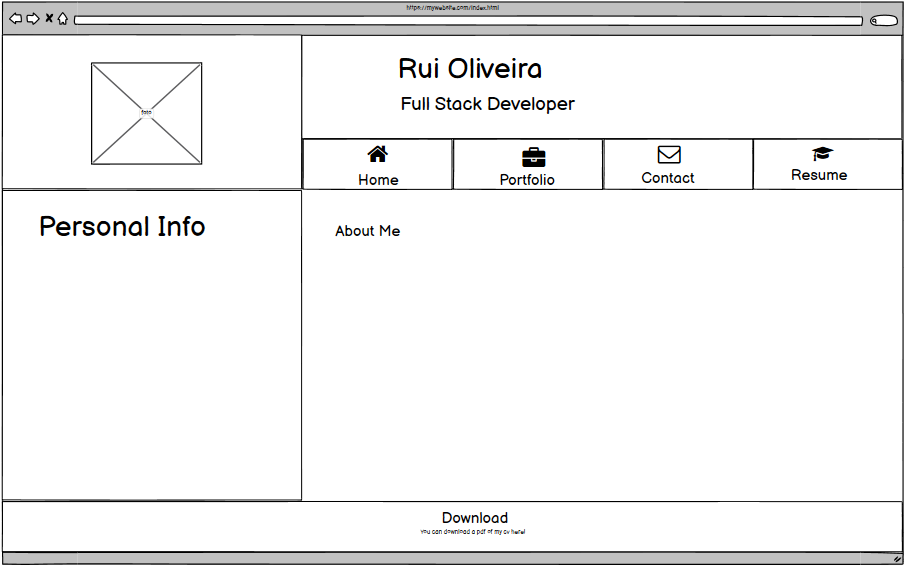 https://mywebsite.com/index.html
foto
Rui Oliveira
Full Stack Developer
Home
Portfolio
Contact
Resume
Personal Info
About Me
Download
You can download a pdf of my cv here!